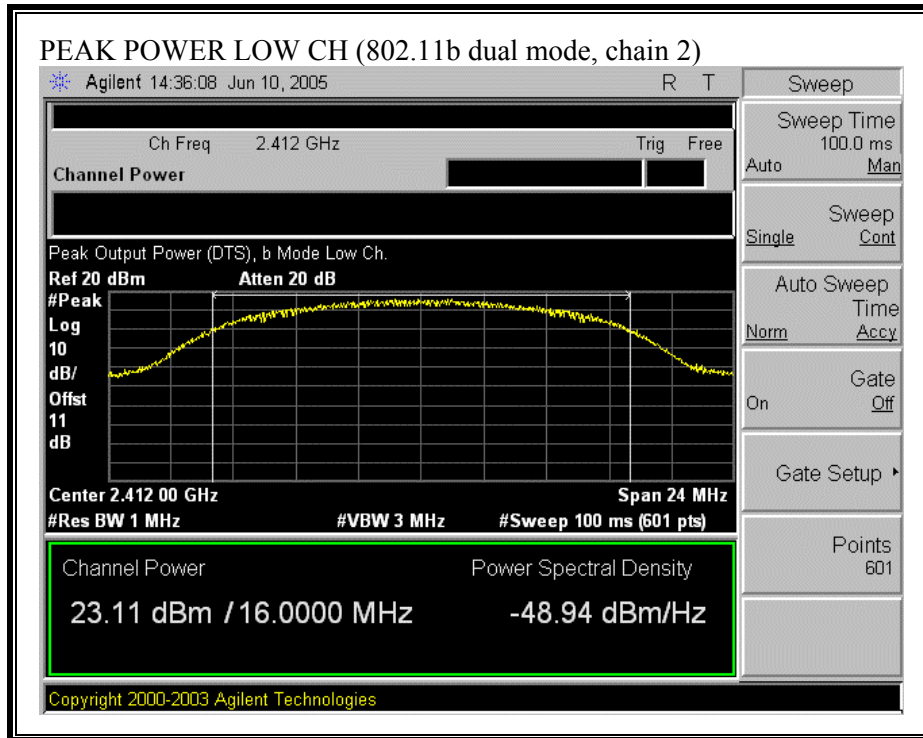 PEAK POWER LOW CH (802.11b dual mode, chain 2)
Agilent 14:36:08 Jun 10, 2005 R T
Sweep
Ch Freq 2.412 GHz Trig Free
Channel Power
Sweep Time
100.0 ms
Auto Man
Sweep
Single Cont
Auto Sweep
Time
Norm Accy
Gate
On Off
Gate Setup
Points
601
Peak Output Power (DTS), b Mode Low Ch.
Ref 20 dBm Atten 20 dB
#Peak
Log
10
dB/
Offst
11
dB
Center 2.412 00 GHz Span 24 MHz
#Res BW 1 MHz #VBW 3 MHz #Sweep 100 ms (601 pts)
Channel Power Power Spectral Density
23.11 dBm / 16.0000 MHz -48.94 dBm/Hz
Copyright 2000-2003 Agilent Technologies